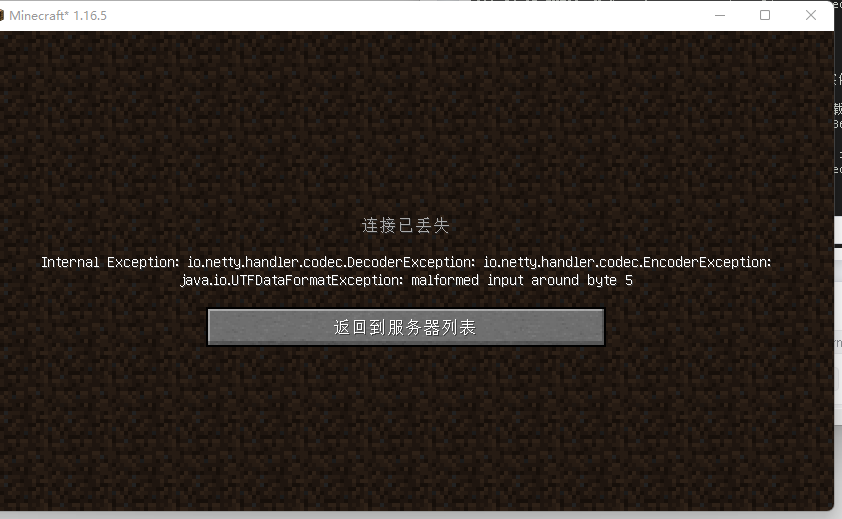 Minecraft* 1.16.5
连接已丢失
Internal Exception: io.netty.handler.codec.DecoderException: io.netty.handler.codec.EncoderException:
java.io.UTFDataFormatException: malformed input around byte 5
返回到服务器列表